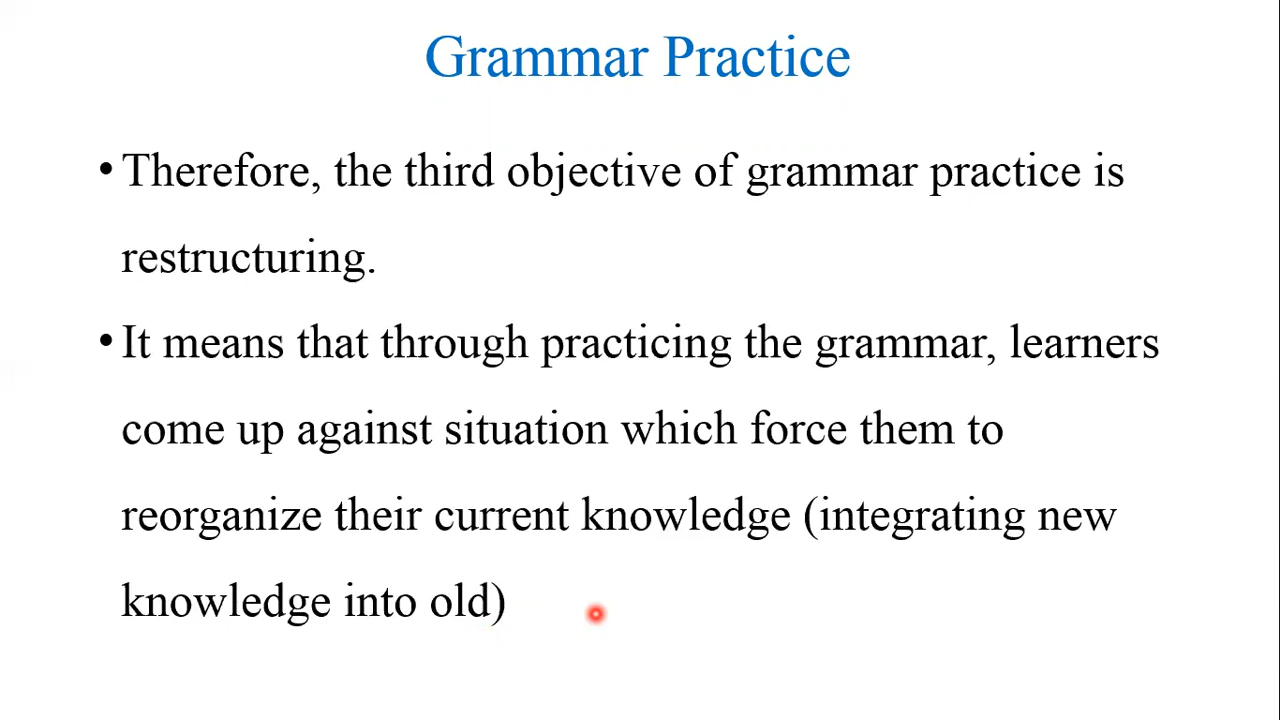 Grammar Practice
• Therefore, the third objective of grammar practice is
restructuring.
• It means that through practicing the grammar, learners
come up against situation which force them to
reorganize their current knowledge (integrating new
knowledge into old)